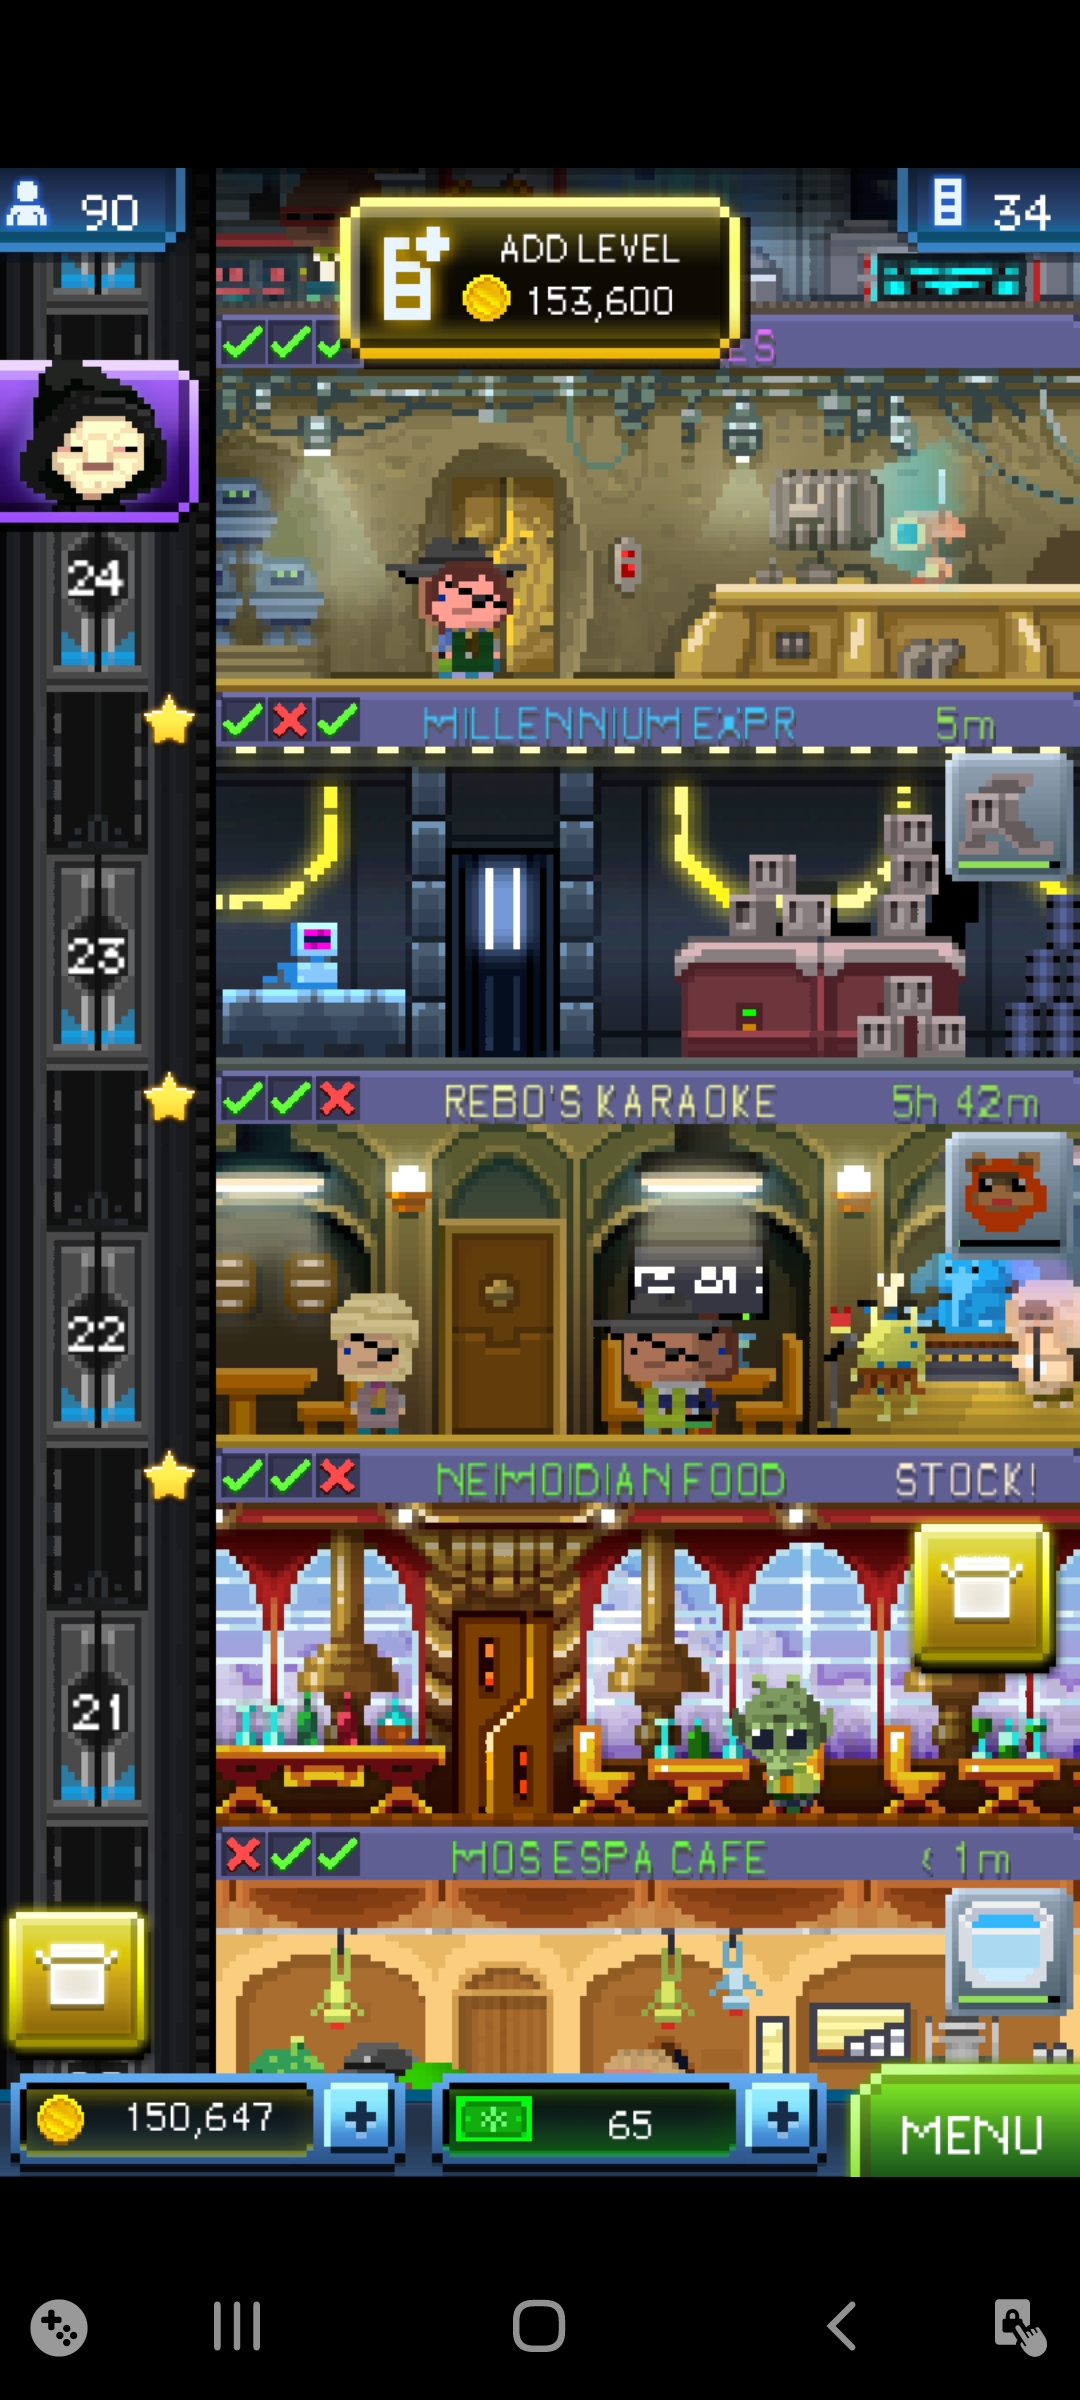 90
34
ADD LEVEL
153,600
ES
24
MILLENNIUM EXPR 5m
23
REBO'S KARAOKE 5h 42m
22
NEIMOIDIAN FOOD STOCK!
21
MOS ESPA CAFE < 1m
150,647
65
MENU